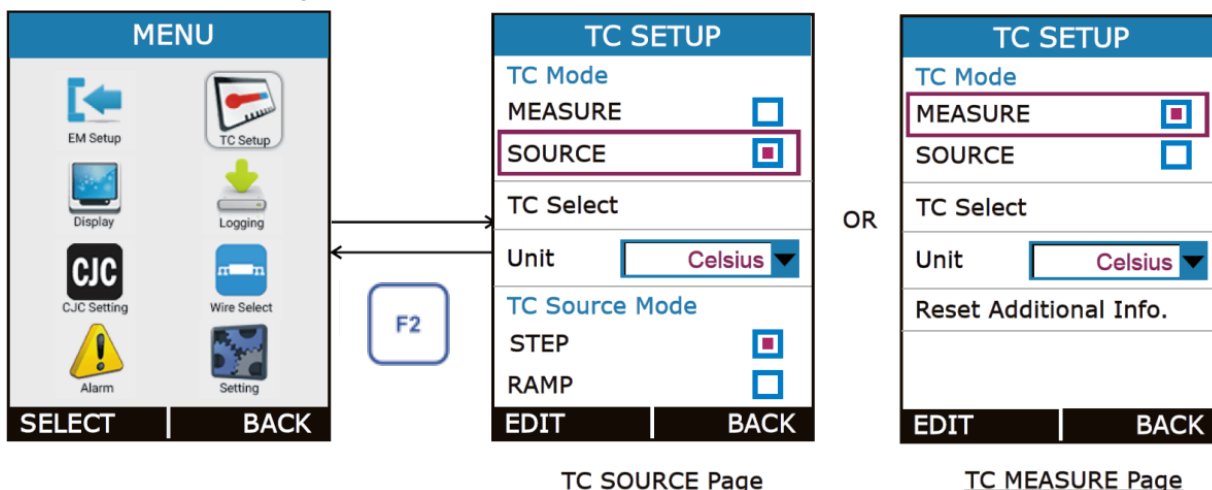 MENU
EM Setup
TC Setup
Display
Logging
CJC
CJC Setting
Wire Select
Alarm
Setting
SELECT
BACK
F2
TC SETUP
TC Mode
MEASURE
SOURCE
TC Select
Unit
Celsius
TC Source Mode
STEP
RAMP
EDIT
BACK
TC SOURCE Page
OR
TC SETUP
TC Mode
MEASURE
SOURCE
TC Select
Unit
Celsius
Reset Additional Info.
EDIT
BACK
TC MEASURE Page